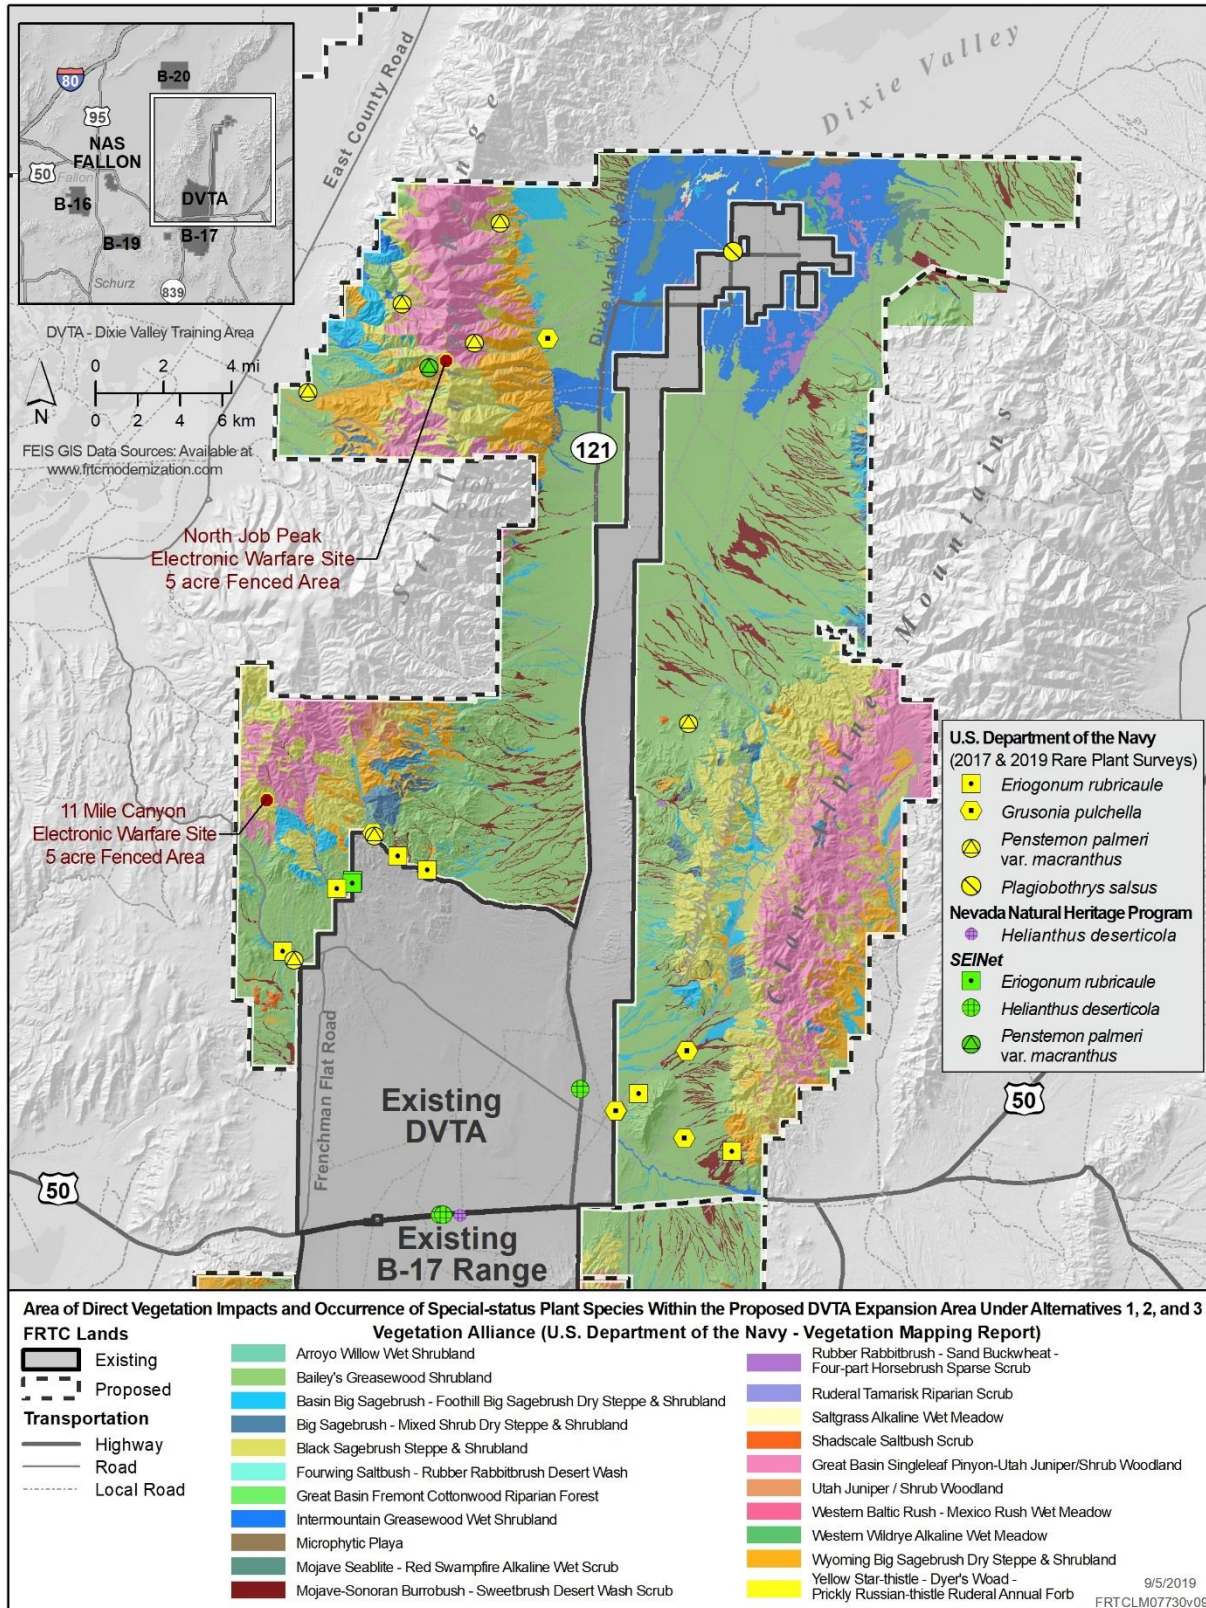 B-20
80
95
NAS
FALLON
50
Fallon
B-16
DVTA
B-19
B-17
Schurz
839
Gabbs
East County Road
Dixie Valley
Range
Dixie Valley Road
DVTA - Dixie Valley Training Area
0 2 4 mi
0 2 4 6 km
N
FEIS GIS Data Sources: Available at
www.frtcmodernization.com
121
Job
Peak
North Job Peak
Electronic Warfare Site
5 acre Fenced Area
Mountains
11 Mile Canyon
Electronic Warfare Site
5 acre Fenced Area
Clan Alpine
U.S. Department of the Navy
(2017 & 2019 Rare Plant Surveys)
Eriogonum rubricaule
Grusonia pulchella
Penstemon palmeri
var. macranthus
Plagiobothrys salsus
Nevada Natural Heritage Program
Helianthus deserticola
SEINet
Eriogonum rubricaule
Helianthus deserticola
Penstemon palmeri
var. macranthus
Frenchman Flat Road
Existing
DVTA
50
50
Existing
B-17 Range
Area of Direct Vegetation Impacts and Occurrence of Special-status Plant Species Within the Proposed DVTA Expansion Area Under Alternatives 1, 2, and 3
FRTC Lands
Existing
Proposed
Transportation
Highway
Road
Local Road
Vegetation Alliance (U.S. Department of the Navy - Vegetation Mapping Report)
Arroyo Willow Wet Shrubland
Bailey's Greasewood Shrubland
Basin Big Sagebrush - Foothill Big Sagebrush Dry Steppe & Shrubland
Big Sagebrush - Mixed Shrub Dry Steppe & Shrubland
Black Sagebrush Steppe & Shrubland
Fourwing Saltbush - Rubber Rabbitbrush Desert Wash
Great Basin Fremont Cottonwood Riparian Forest
Intermountain Greasewood Wet Shrubland
Microphytic Playa
Mojave Seablite - Red Swampfire Alkaline Wet Scrub
Mojave-Sonoran Burrobush - Sweetbrush Desert Wash Scrub
Rubber Rabbitbrush - Sand Buckwheat -
Four-part Horsebrush Sparse Scrub
Ruderal Tamarisk Riparian Scrub
Saltgrass Alkaline Wet Meadow
Shadscale Saltbush Scrub
Great Basin Singleleaf Pinyon-Utah Juniper/Shrub Woodland
Utah Juniper / Shrub Woodland
Western Baltic Rush - Mexico Rush Wet Meadow
Western Wildrye Alkaline Wet Meadow
Wyoming Big Sagebrush Dry Steppe & Shrubland
Yellow Star-thistle - Dyer's Woad -
Prickly Russian-thistle Ruderal Annual Forb
9/5/2019
FRTCLM07730v09